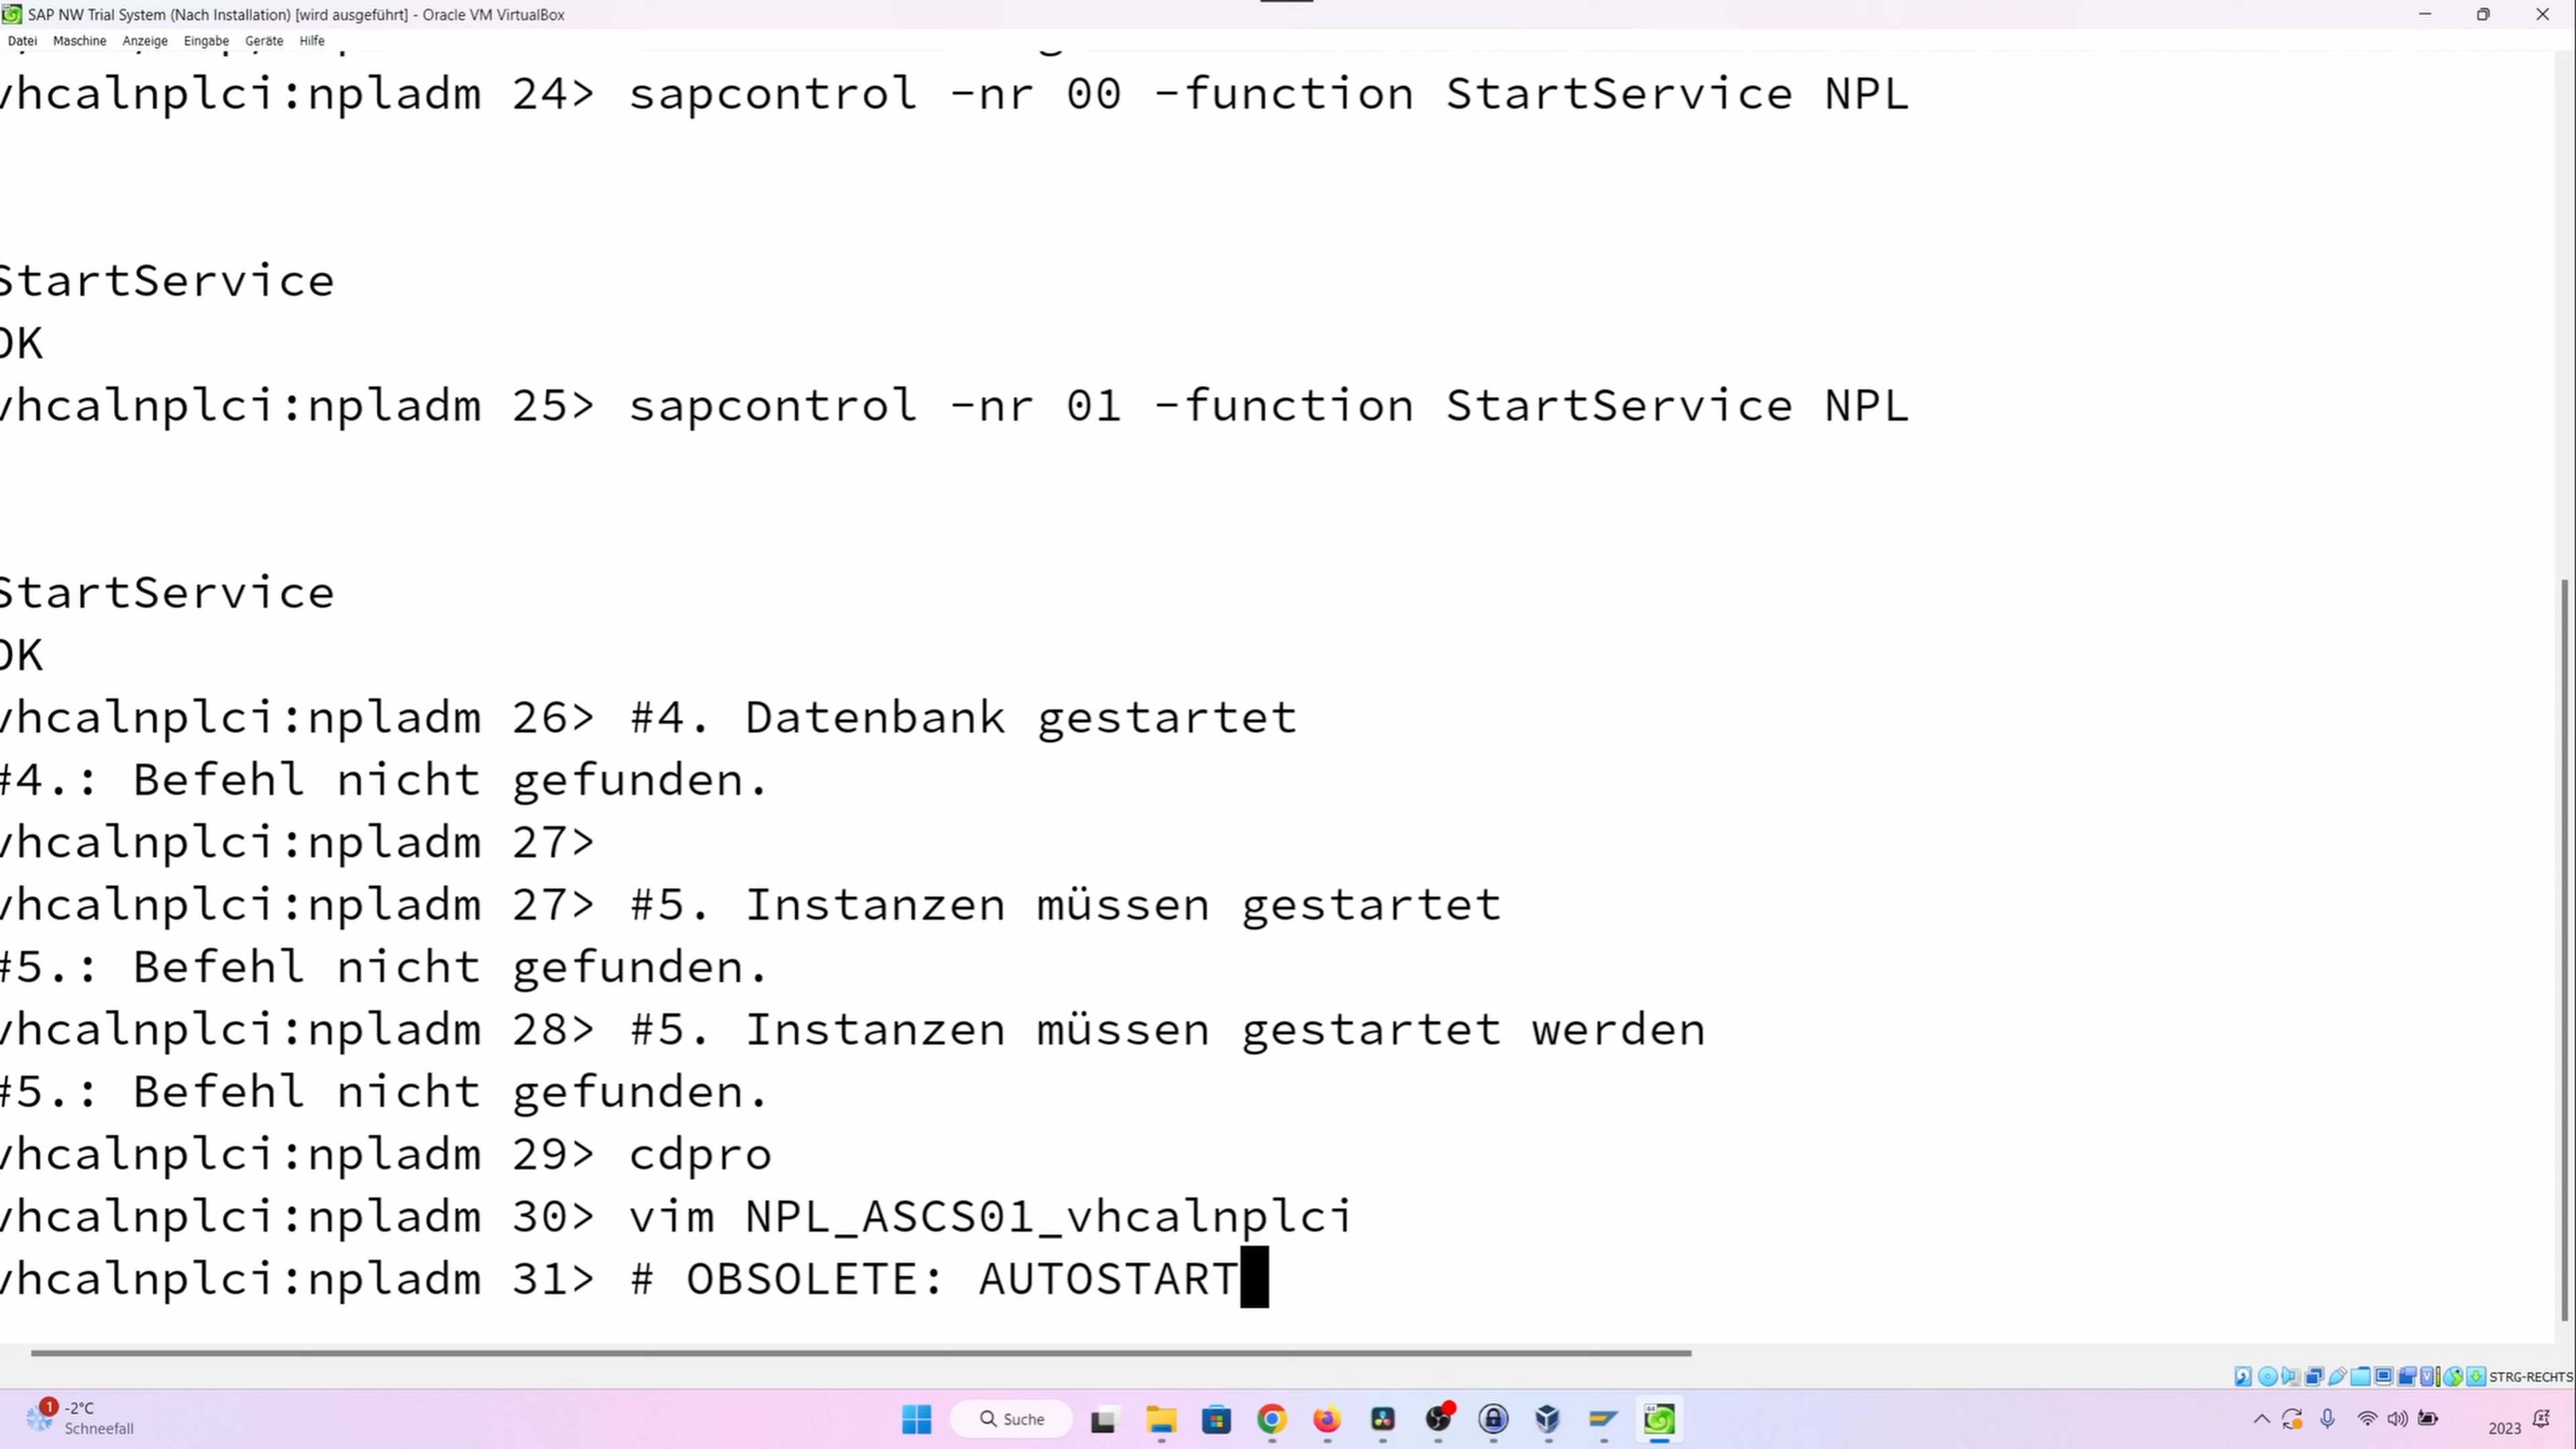 SAP NW Trial System (Nach Installation) [wird ausgeführt] - Oracle VM VirtualBox
Datei Maschine Anzeige Eingabe Geräte Hilfe
vhcalnplci:npladm 24> sapcontrol -nr 00 -function StartService NPL
StartService
OK
vhcalnplci:npladm 25> sapcontrol -nr 01 -function StartService NPL
StartService
OK
vhcalnplci:npladm 26> #4. Datenbank gestartet
#4.: Befehl nicht gefunden.
vhcalnplci:npladm 27>
vhcalnplci:npladm 27> #5. Instanzen müssen gestartet
#5.: Befehl nicht gefunden.
vhcalnplci:npladm 28> #5. Instanzen müssen gestartet werden
#5.: Befehl nicht gefunden.
vhcalnplci:npladm 29> cdpro
vhcalnplci:npladm 30> vim NPL_ASCS01_vhcalnplci
vhcalnplci:npladm 31> # OBSOLETE: AUTOSTART
STRG-RECHTS
1
-2°C
Schneefall
Suche
2023